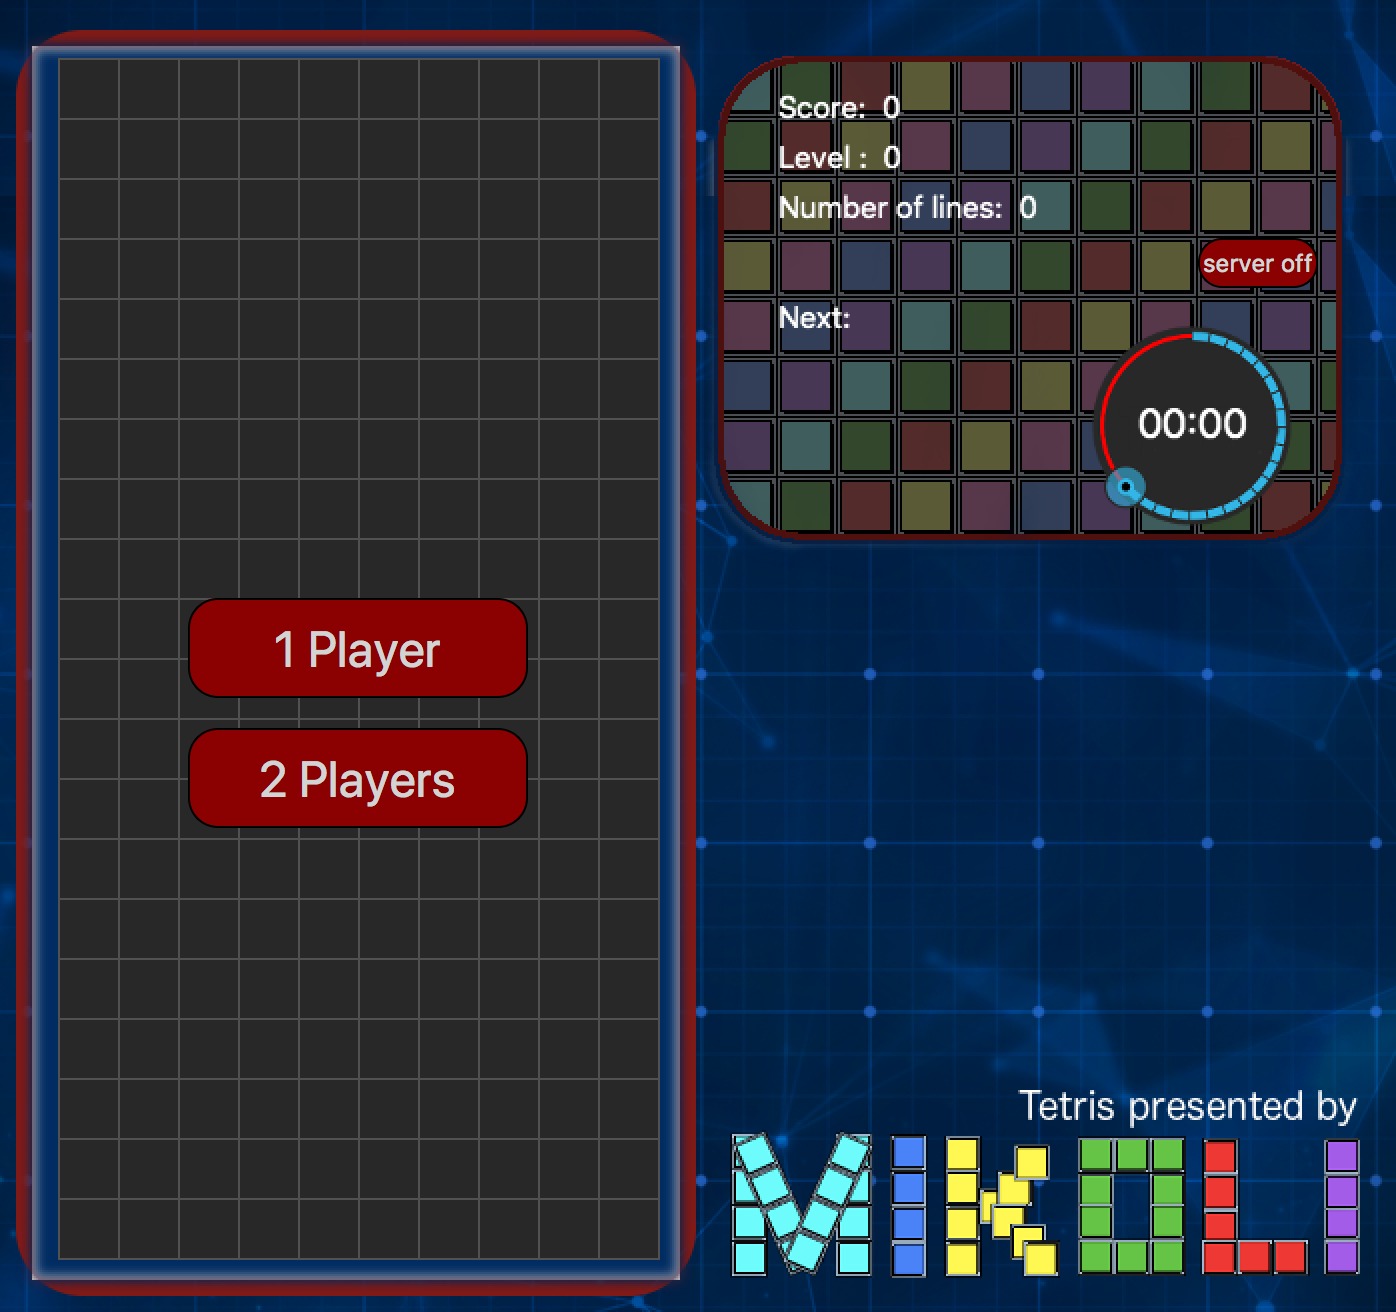 1 Player
2 Players
Score: 0
Level : 0
Number of lines: 0
server off
Next:
00:00
Tetris presented by
MIKOLI